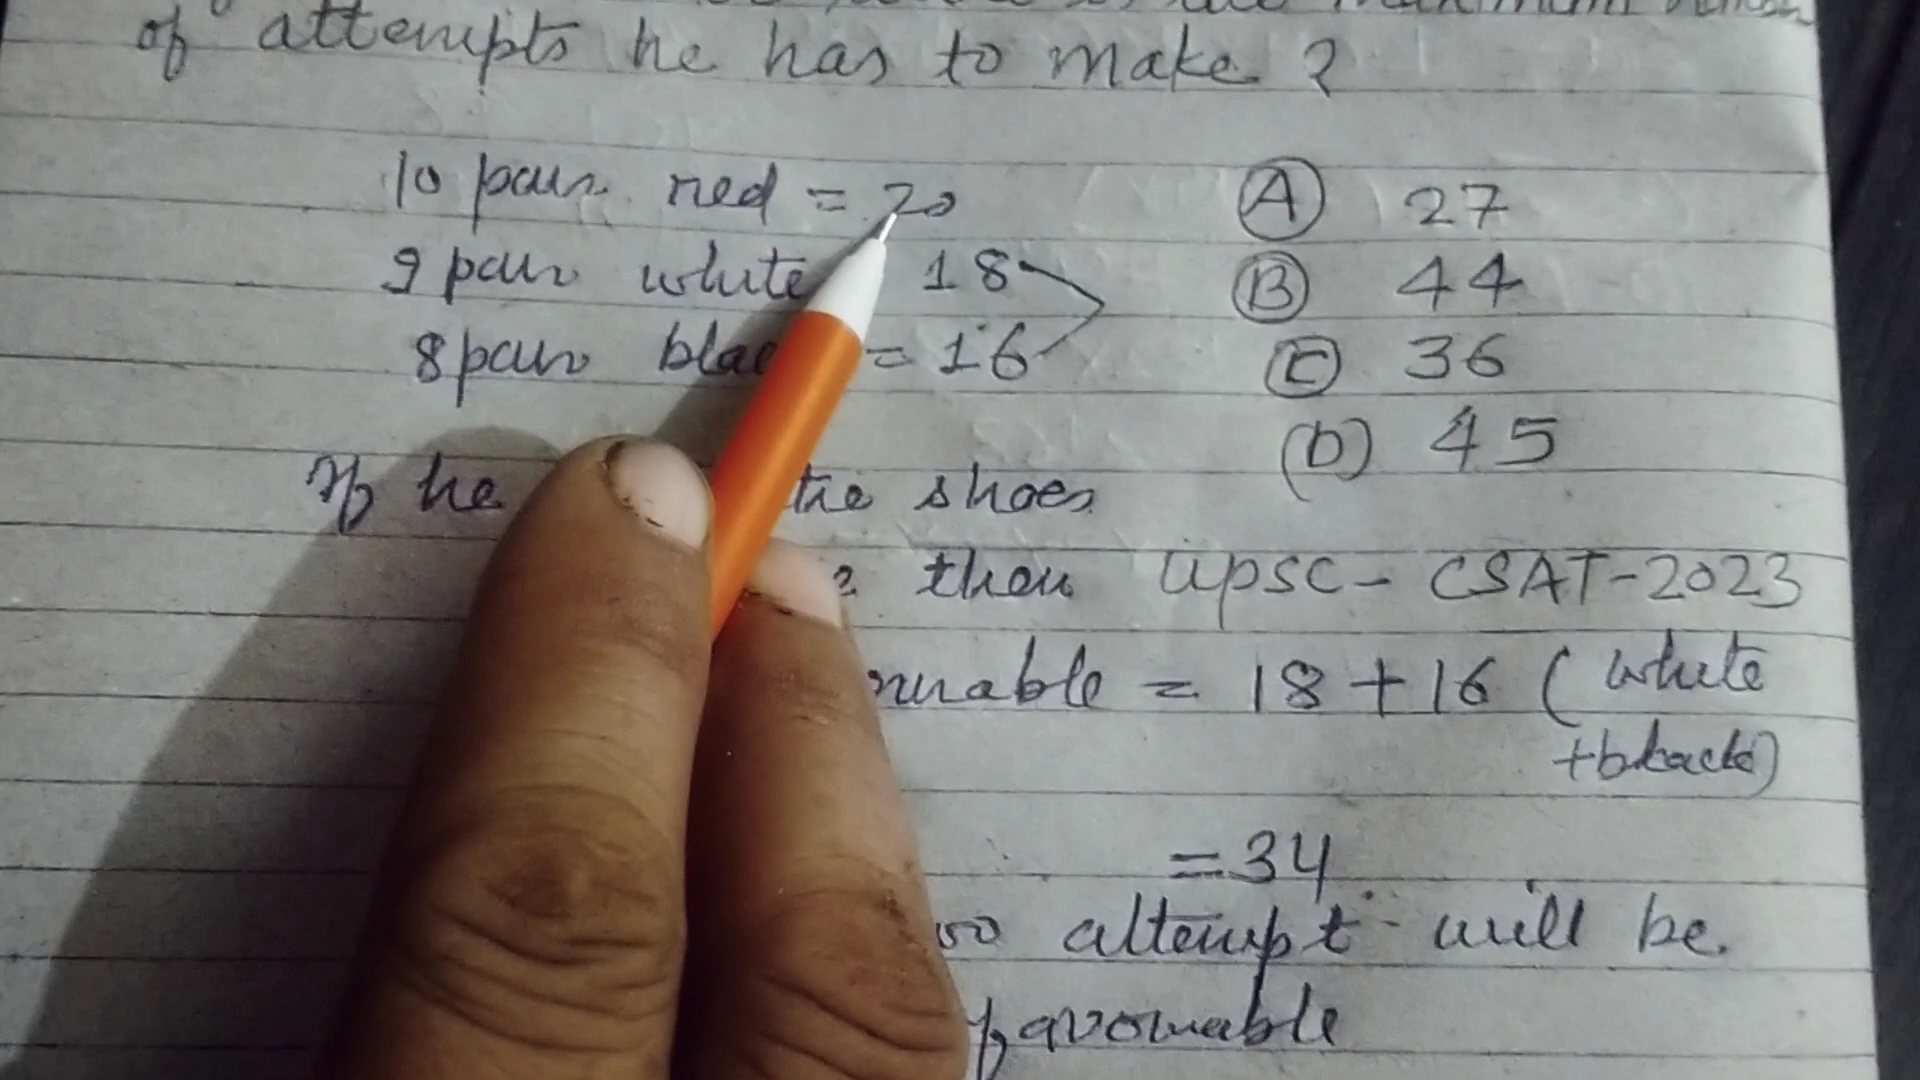 of attempts he has to make ?
10 pair red = 20
9 pair white 18
8 pair blac = 16
(A) 27
(B) 44
(C) 36
(D) 45
If he the shoes
then UPSC - CSAT - 2023
= 18 + 16 ( white
+ black)
= 34
attempt will be
favourable